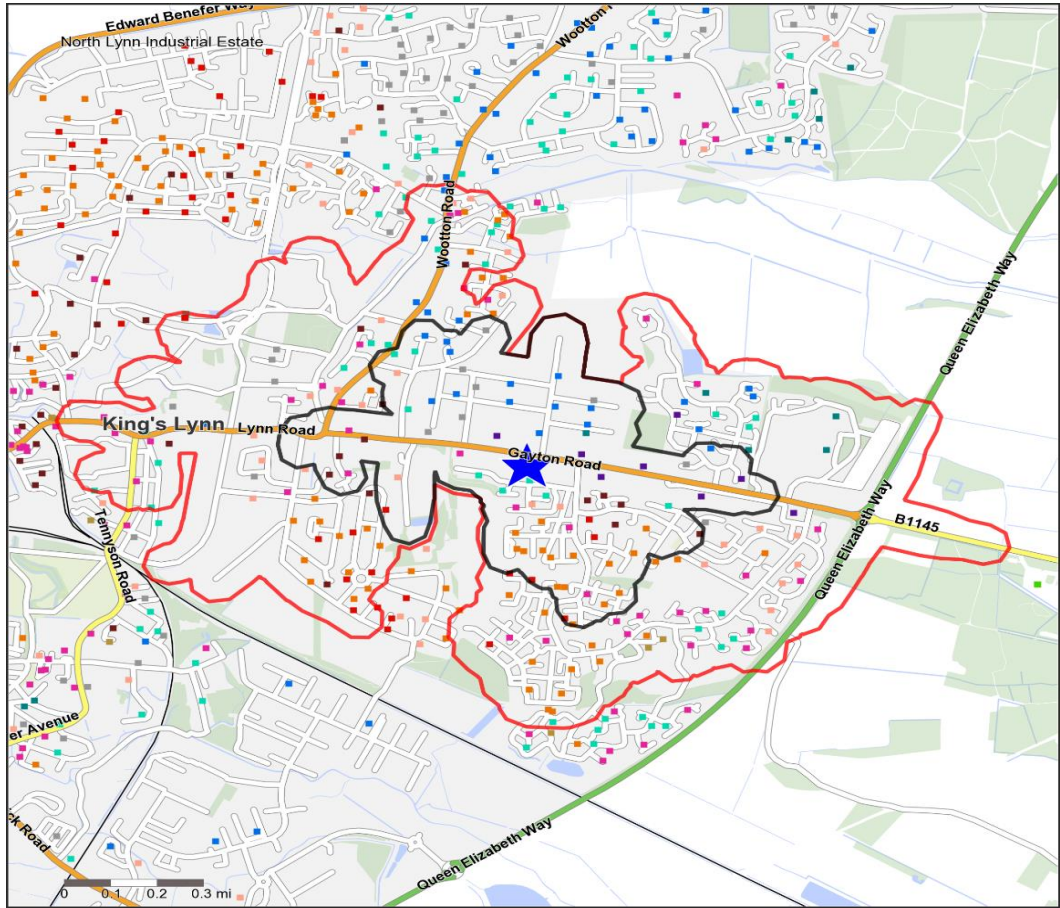 Edward Benefer Way
North Lynn Industrial Estate
Wootton
Wootton Road
Queen Elizabeth Way
King's Lynn
Lynn Road
Gayton Road
B1145
Tennyson Road
Queen Elizabeth Way
er Avenue
Queen Elizabeth Way
ck Road
0 0.1 0.2 0.3 mi